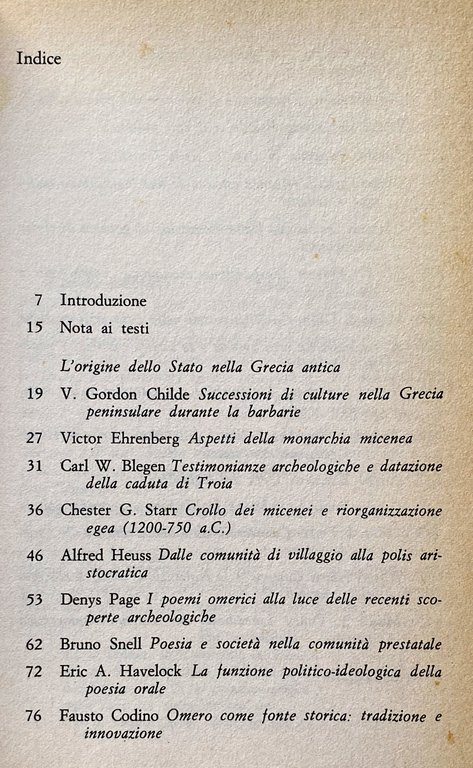 Indice
7 Introduzione
15 Nota ai testi
L'origine dello Stato nella Grecia antica
19 V. Gordon Childe Successioni di culture nella Grecia
peninsulare durante la barbarie
27 Victor Ehrenberg Aspetti della monarchia micenea
31 Carl W. Blegen Testimonianze archeologiche e datazione
della caduta di Troia
36 Chester G. Starr Crollo dei micenei e riorganizzazione
egea (1200-750 a.C.)
46 Alfred Heuss Dalle comunità di villaggio alla polis ari-
stocratica
53 Denys Page I poemi omerici alla luce delle recenti sco-
perte archeologiche
62 Bruno Snell Poesia e società nella comunità prestatale
72 Eric A. Havelock La funzione politico-ideologica della
poesia orale
76 Fausto Codino Omero come fonte storica: tradizione e
innovazione